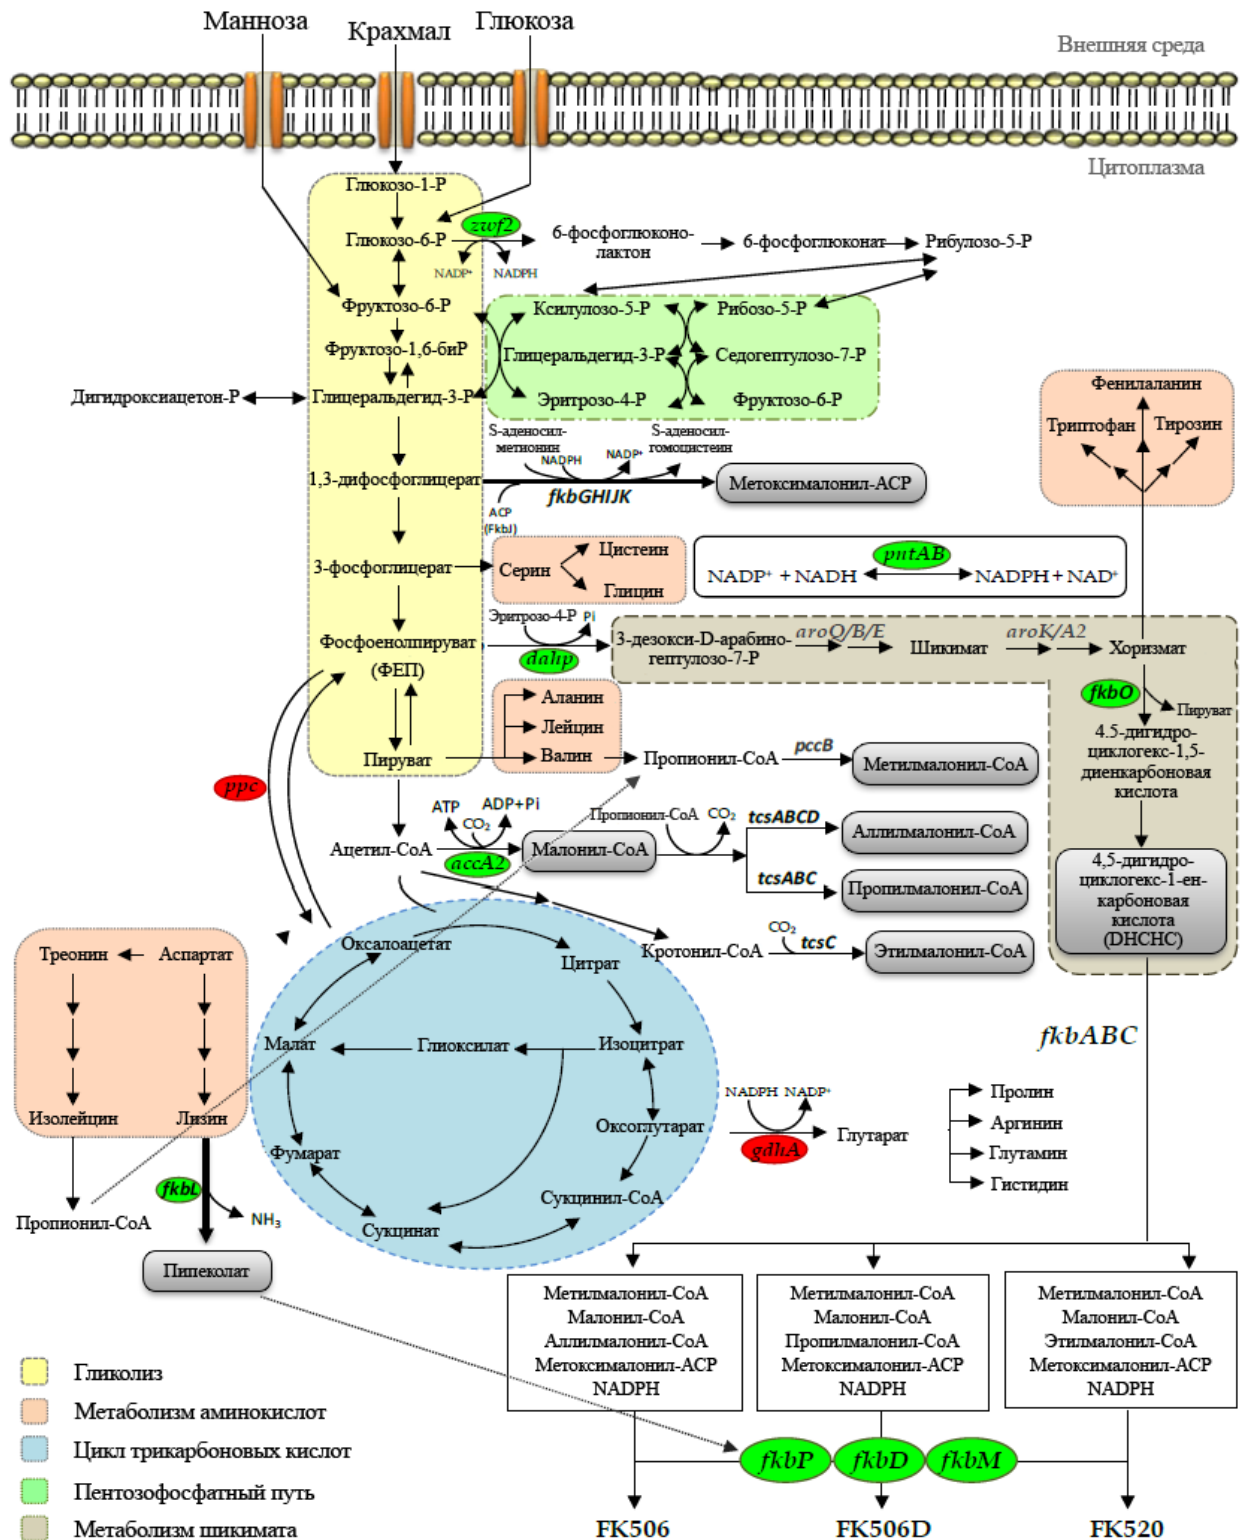 Манноза
Крахмал
Глюкоза
Внешняя среда
Цитоплазма
Глюкозо-1-P
Глюкозо-6-P
zwf2
NADP⁺
NADPH
6-фосфоглюконо-
лактон
6-фосфоглюконат
Рибулозо-5-P
Фруктозо-6-P
Ксилулозо-5-P
Рибозо-5-P
Фруктозо-1,6-биP
Глицеральдегид-3-P
Седогептулозо-7-P
Дигидроксиацетон-P
Глицеральдегид-3-P
Эритрозо-4-P
Фруктозо-6-P
Фенилаланин
Триптофан
Тирозин
S-аденосил-
метионин
NADPH
NADP⁺
S-аденосил-
гомоцистеин
1,3-дифосфоглицерат
fkbGHIJK
ACP
(FkbJ)
Метоксималонил-ACP
3-фосфоглицерат
Серин
Цистеин
Глицин
pntAB
NADP⁺ + NADH
NADPH + NAD⁺
Фосфоенолпируват
(ФЕП)
Эритрозо-4-P
Pi
dahp
3-дезокси-D-арабино-
гептулозо-7-P
aroQ/B/E
Шикимат
aroK/A2
Хоризмат
fkbO
Пируват
4.5-дигидро-
циклогекс-1,5-
диенкарбоновая
кислота
Аланин
Лейцин
Валин
Пируват
Пропионил-CoA
pccB
Метилмалонил-CoA
ppc
ATP
CO₂
ADP+Pi
Ацетил-CoA
accA2
Малонил-CoA
Пропионил-CoA
CO₂
tcsABCD
Аллилмалонил-CoA
tcsABC
Пропилмалонил-CoA
4,5-дигидро-
циклогекс-1-ен-
карбоновая
кислота
(DHCHC)
Кротонил-CoA
CO₂
tcsC
Этилмалонил-CoA
Треонин
Аспартат
Изолейцин
Лизин
Оксалоацетат
Цитрат
Малат
Глиоксилат
Изоцитрат
Оксоглутарат
Фумарат
Сукцинил-CoA
Сукцинат
fkbABC
NADPH
NADP⁺
gdhA
Глутарат
Пролин
Аргинин
Глутамин
Гистидин
Пропионил-CoA
fkbL
NH₃
Пипеколат
Метилмалонил-CoA
Малонил-CoA
Аллилмалонил-CoA
Метоксималонил-ACP
NADPH
Метилмалонил-CoA
Малонил-CoA
Пропилмалонил-CoA
Метоксималонил-ACP
NADPH
Метилмалонил-CoA
Малонил-CoA
Этилмалонил-CoA
Метоксималонил-ACP
NADPH
fkbP
fkbD
fkbM
FK506
FK506D
FK520
Гликолиз
Метаболизм аминокислот
Цикл трикарбоновых кислот
Пентозофосфатный путь
Метаболизм шикимата